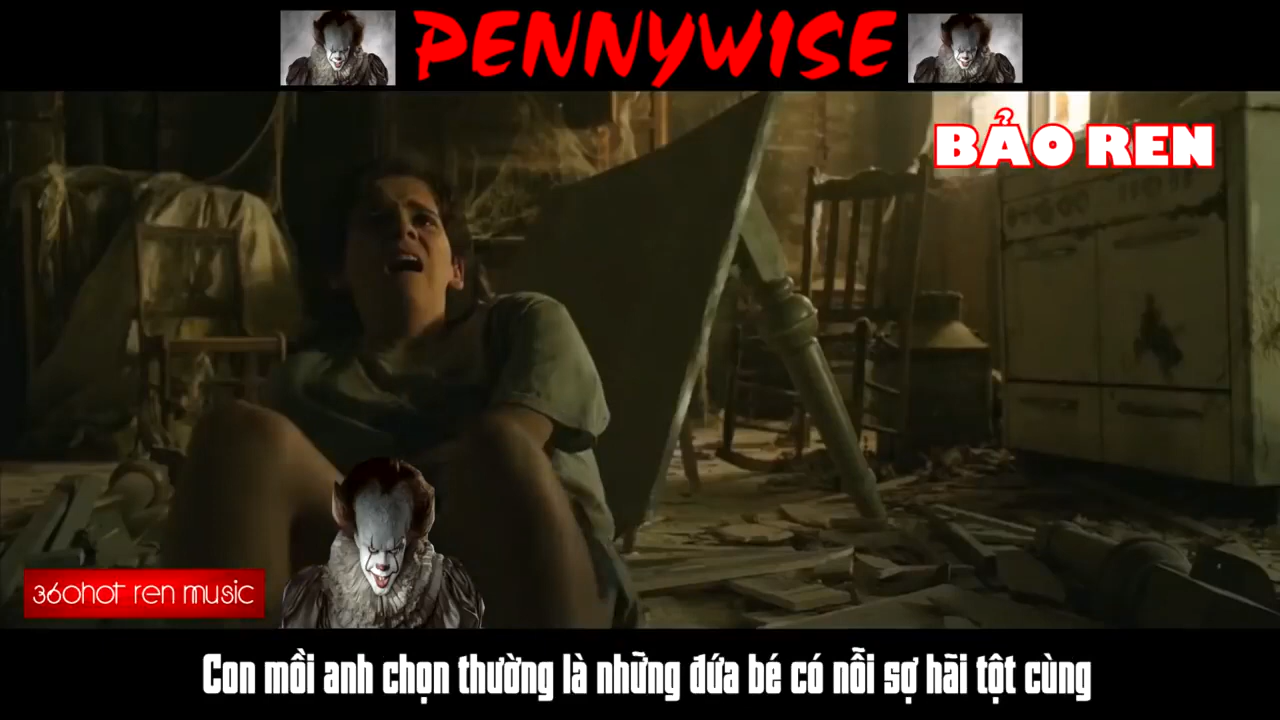 PENNYWISE
BẢO REN
360hot ren music
Con mồi anh chọn thường là những đứa bé có nỗi sợ hãi tột cùng